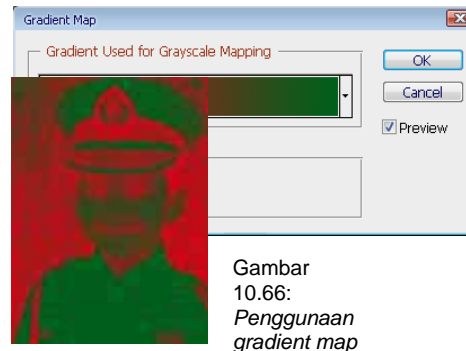 Gradient Map
Gradient Used for Grayscale Mapping
OK
Cancel
Preview
Gambar
10.66:
Penggunaan
gradient map